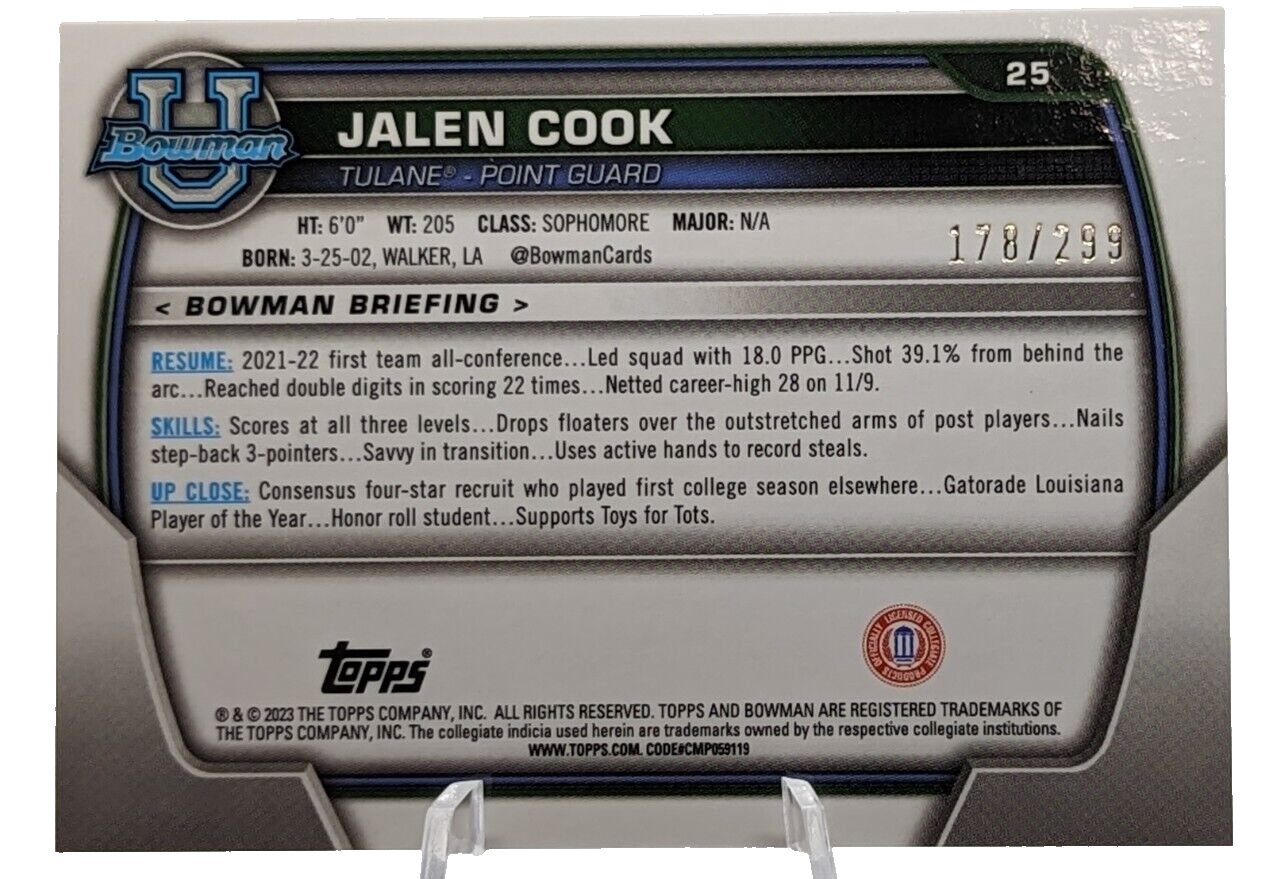 25
U
Bowman
JALEN COOK
TULANE® - POINT GUARD
HT: 6'0" WT: 205 CLASS: SOPHOMORE MAJOR: N/A
BORN: 3-25-02, WALKER, LA @BowmanCards
178/299
< BOWMAN BRIEFING >
RESUME: 2021-22 first team all-conference...Led squad with 18.0 PPG...Shot 39.1% from behind the
arc...Reached double digits in scoring 22 times...Netted career-high 28 on 11/9.
SKILLS: Scores at all three levels...Drops floaters over the outstretched arms of post players...Nails
step-back 3-pointers...Savvy in transition...Uses active hands to record steals.
UP CLOSE: Consensus four-star recruit who played first college season elsewhere...Gatorade Louisiana
Player of the Year...Honor roll student...Supports Toys for Tots.
Topps®
OFFICIALLY LICENSED COLLEGIATE PRODUCTS
® & © 2023 THE TOPPS COMPANY, INC. ALL RIGHTS RESERVED. TOPPS AND BOWMAN ARE REGISTERED TRADEMARKS OF
THE TOPPS COMPANY, INC. The collegiate indicia used herein are trademarks owned by the respective collegiate institutions.
WWW.TOPPS.COM. CODE#CMP059119